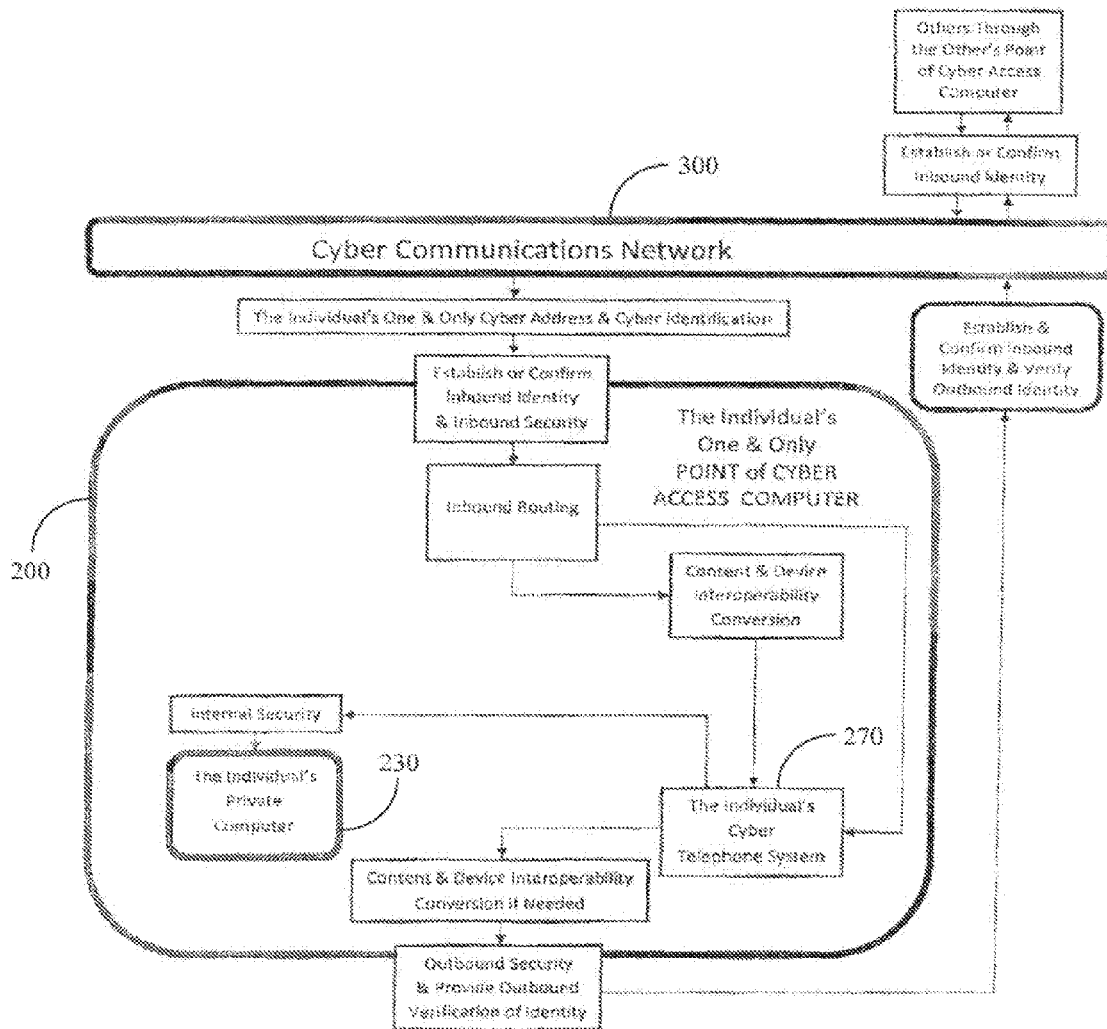 Others Through
the Other's Point
of Cyber Access
Computer
Establish or Confirm
Inbound Identity
300
Cyber Communications Network
The Individual's One & Only Cyber Address & Cyber Identification
Establish &
Confirm Inbound
Identity & Verify
Outbound Identity
Establish or Confirm
Inbound Identity
& Inbound Security
The Individual's
One & Only
POINT of CYBER
ACCESS COMPUTER
Inbound Routing
200
Content & Device
Interoperability
Conversion
Internal Security
270
230
The Individual's
Private
Computer
The Individual's
Cyber
Telephone System
Content & Device Interoperability
Conversion if Needed
Outbound Security
& Provide Outbound
Verification of Identity